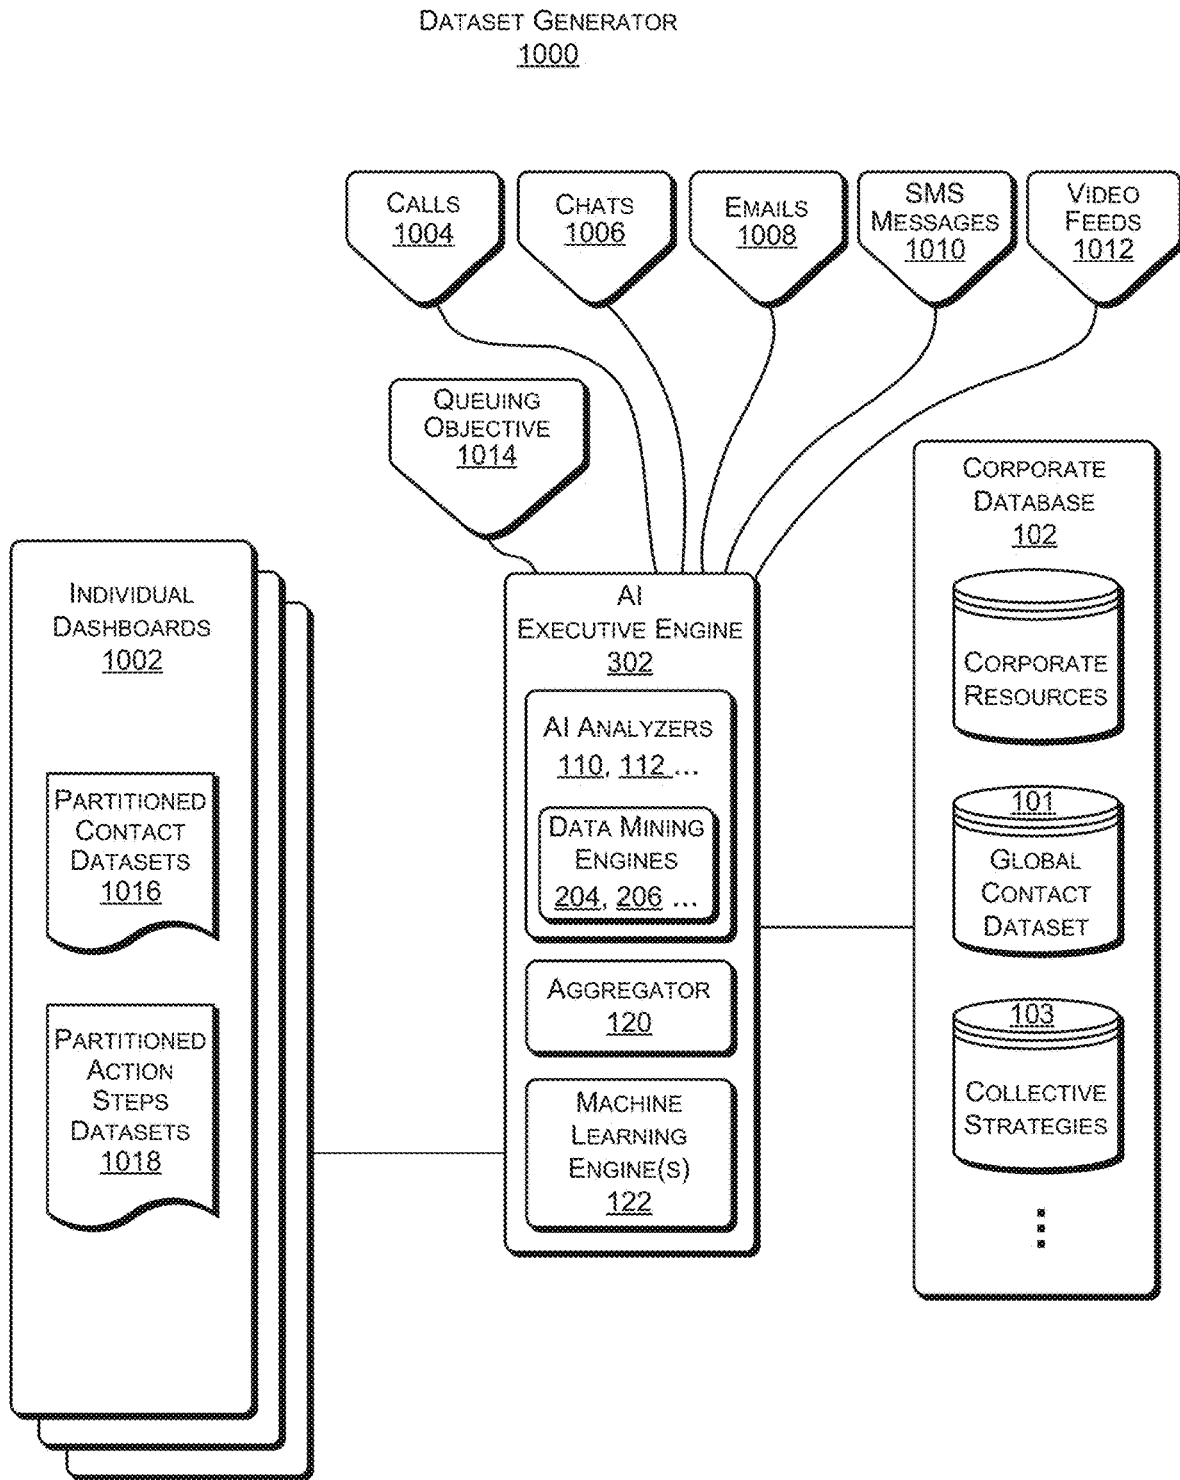 DATASET GENERATOR
1000
CALLS
1004
CHATS
1006
EMAILS
1008
SMS
MESSAGES
1010
VIDEO
FEEDS
1012
QUEUING
OBJECTIVE
1014
INDIVIDUAL
DASHBOARDS
1002
PARTITIONED
CONTACT
DATASETS
1016
PARTITIONED
ACTION
STEPS
DATASETS
1018
AI
EXECUTIVE ENGINE
302
AI ANALYZERS
110, 112 ...
DATA MINING
ENGINES
204, 206 ...
AGGREGATOR
120
MACHINE
LEARNING
ENGINE(S)
122
CORPORATE
DATABASE
102
CORPORATE
RESOURCES
101
GLOBAL
CONTACT
DATASET
103
COLLECTIVE
STRATEGIES